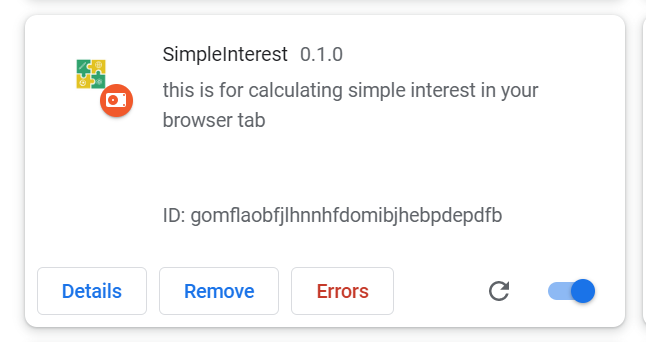 SimpleInterest 0.1.0
this is for calculating simple interest in your
browser tab
ID: gomflaobfjlhnnhfdomibjhebpdepdfb
Details Remove Errors